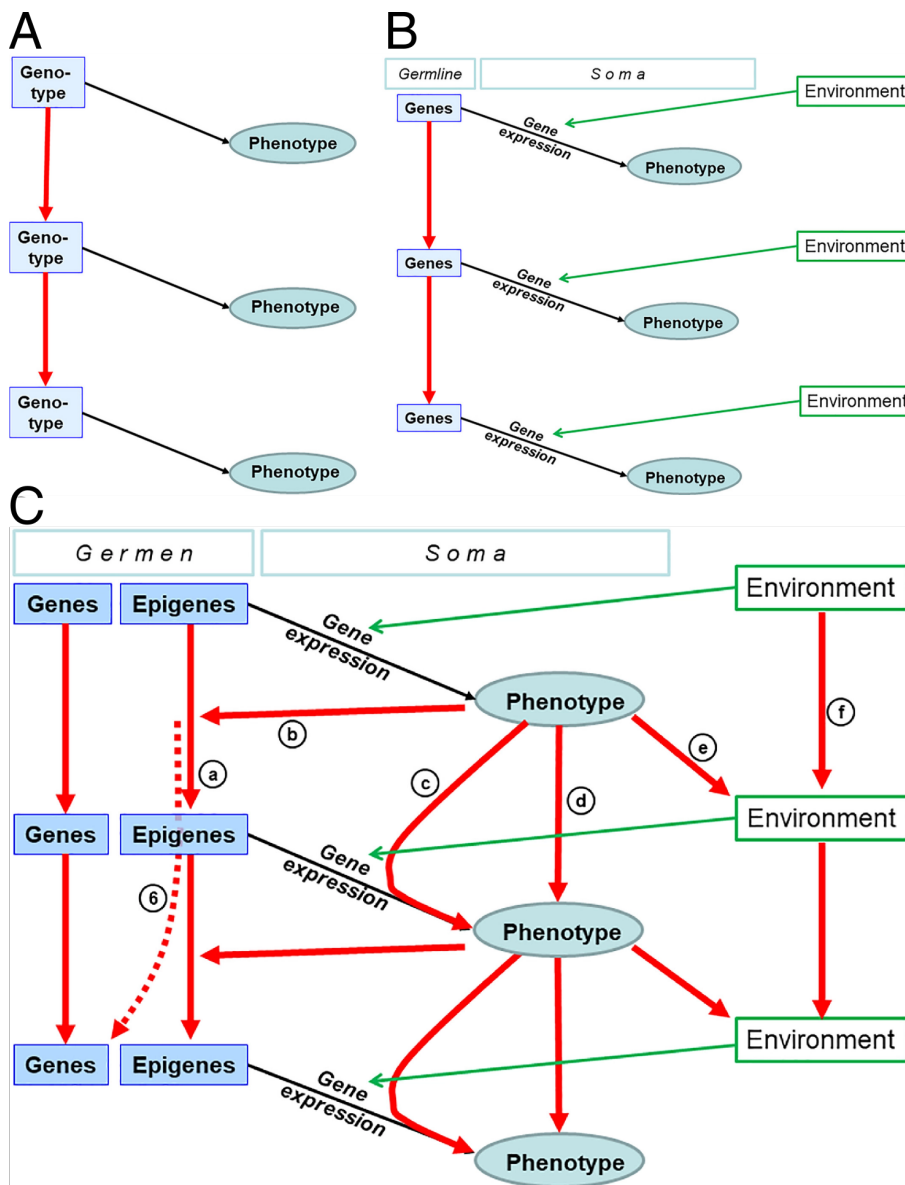 A
Geno-
type
Phenotype
Geno-
type
Phenotype
Geno-
type
Phenotype
B
Germline
Soma
Genes
Gene
expression
Environment
Phenotype
Genes
Gene
expression
Environment
Phenotype
Genes
Gene
expression
Environment
Phenotype
C
Germen
Soma
Genes
Epigenes
Gene
expression
Environment
Phenotype
a
b
c
d
e
f
Genes
Epigenes
Gene
expression
Environment
6
Phenotype
Genes
Epigenes
Gene
expression
Environment
Phenotype